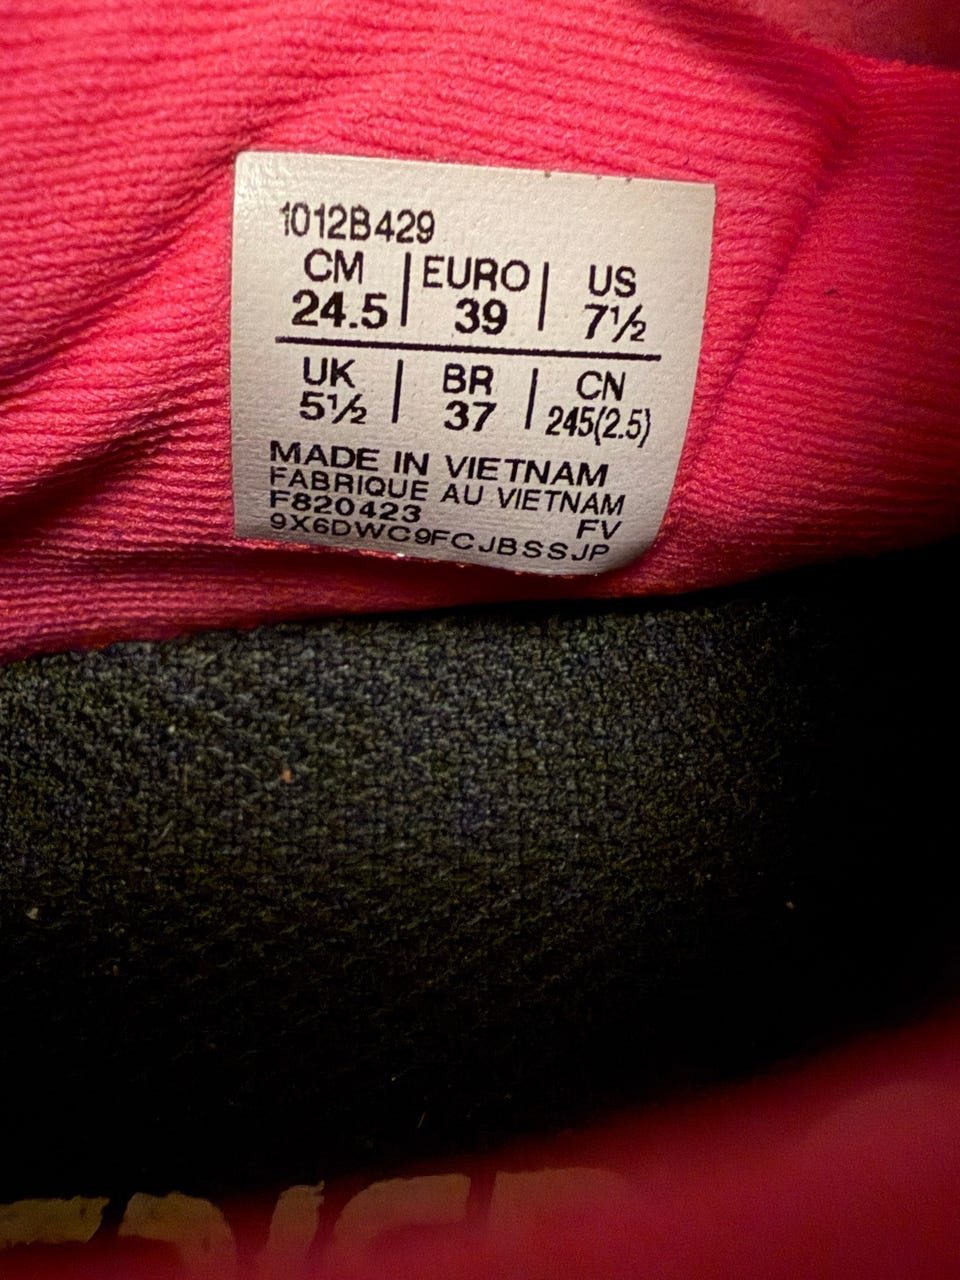 1012B429
CM | EURO | US
24.5 | 39 | 7½
UK | BR | CN
5½ | 37 | 245(2.5)
MADE IN VIETNAM
FABRIQUE AU VIETNAM
F820423 FV
9X6DWC9FCJBSSJP